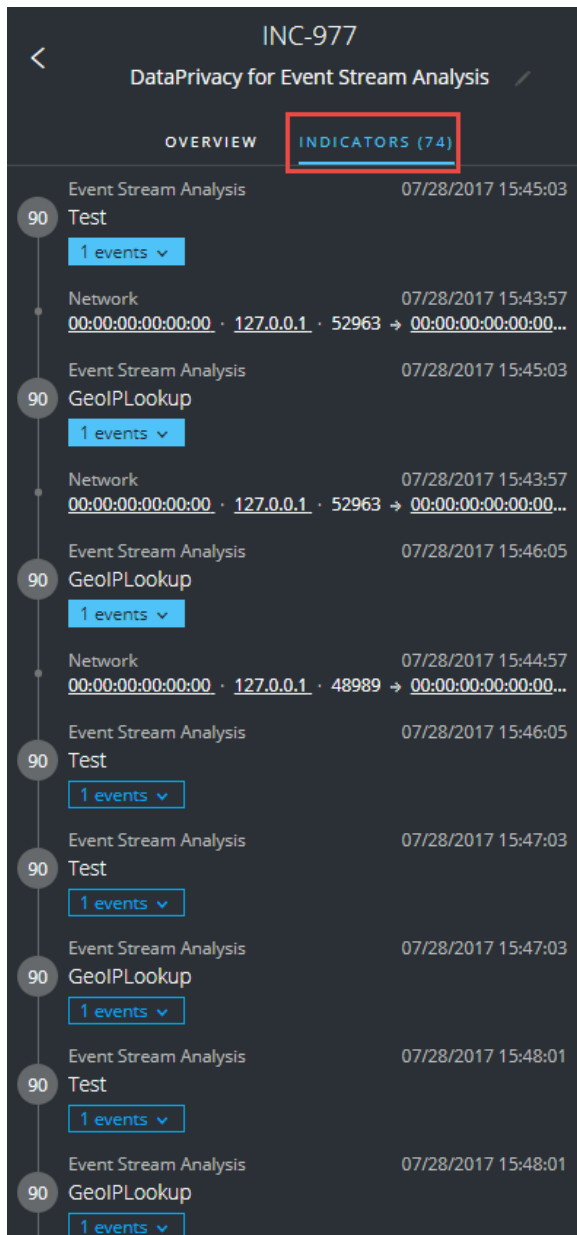 INC-977
DataPrivacy for Event Stream Analysis
OVERVIEW INDICATORS (74)
Event Stream Analysis 07/28/2017 15:45:03
90 Test
1 events
Network 07/28/2017 15:43:57
00:00:00:00:00:00 · 127.0.0.1 · 52963 → 00:00:00:00:00:00...
Event Stream Analysis 07/28/2017 15:45:03
90 GeoIPLookup
1 events
Network 07/28/2017 15:43:57
00:00:00:00:00:00 · 127.0.0.1 · 52963 → 00:00:00:00:00:00...
Event Stream Analysis 07/28/2017 15:46:05
90 GeoIPLookup
1 events
Network 07/28/2017 15:44:57
00:00:00:00:00:00 · 127.0.0.1 · 48989 → 00:00:00:00:00:00...
Event Stream Analysis 07/28/2017 15:46:05
90 Test
1 events
Event Stream Analysis 07/28/2017 15:47:03
90 Test
1 events
Event Stream Analysis 07/28/2017 15:47:03
90 GeoIPLookup
1 events
Event Stream Analysis 07/28/2017 15:48:01
90 Test
1 events
Event Stream Analysis 07/28/2017 15:48:01
90 GeoIPLookup
1 events